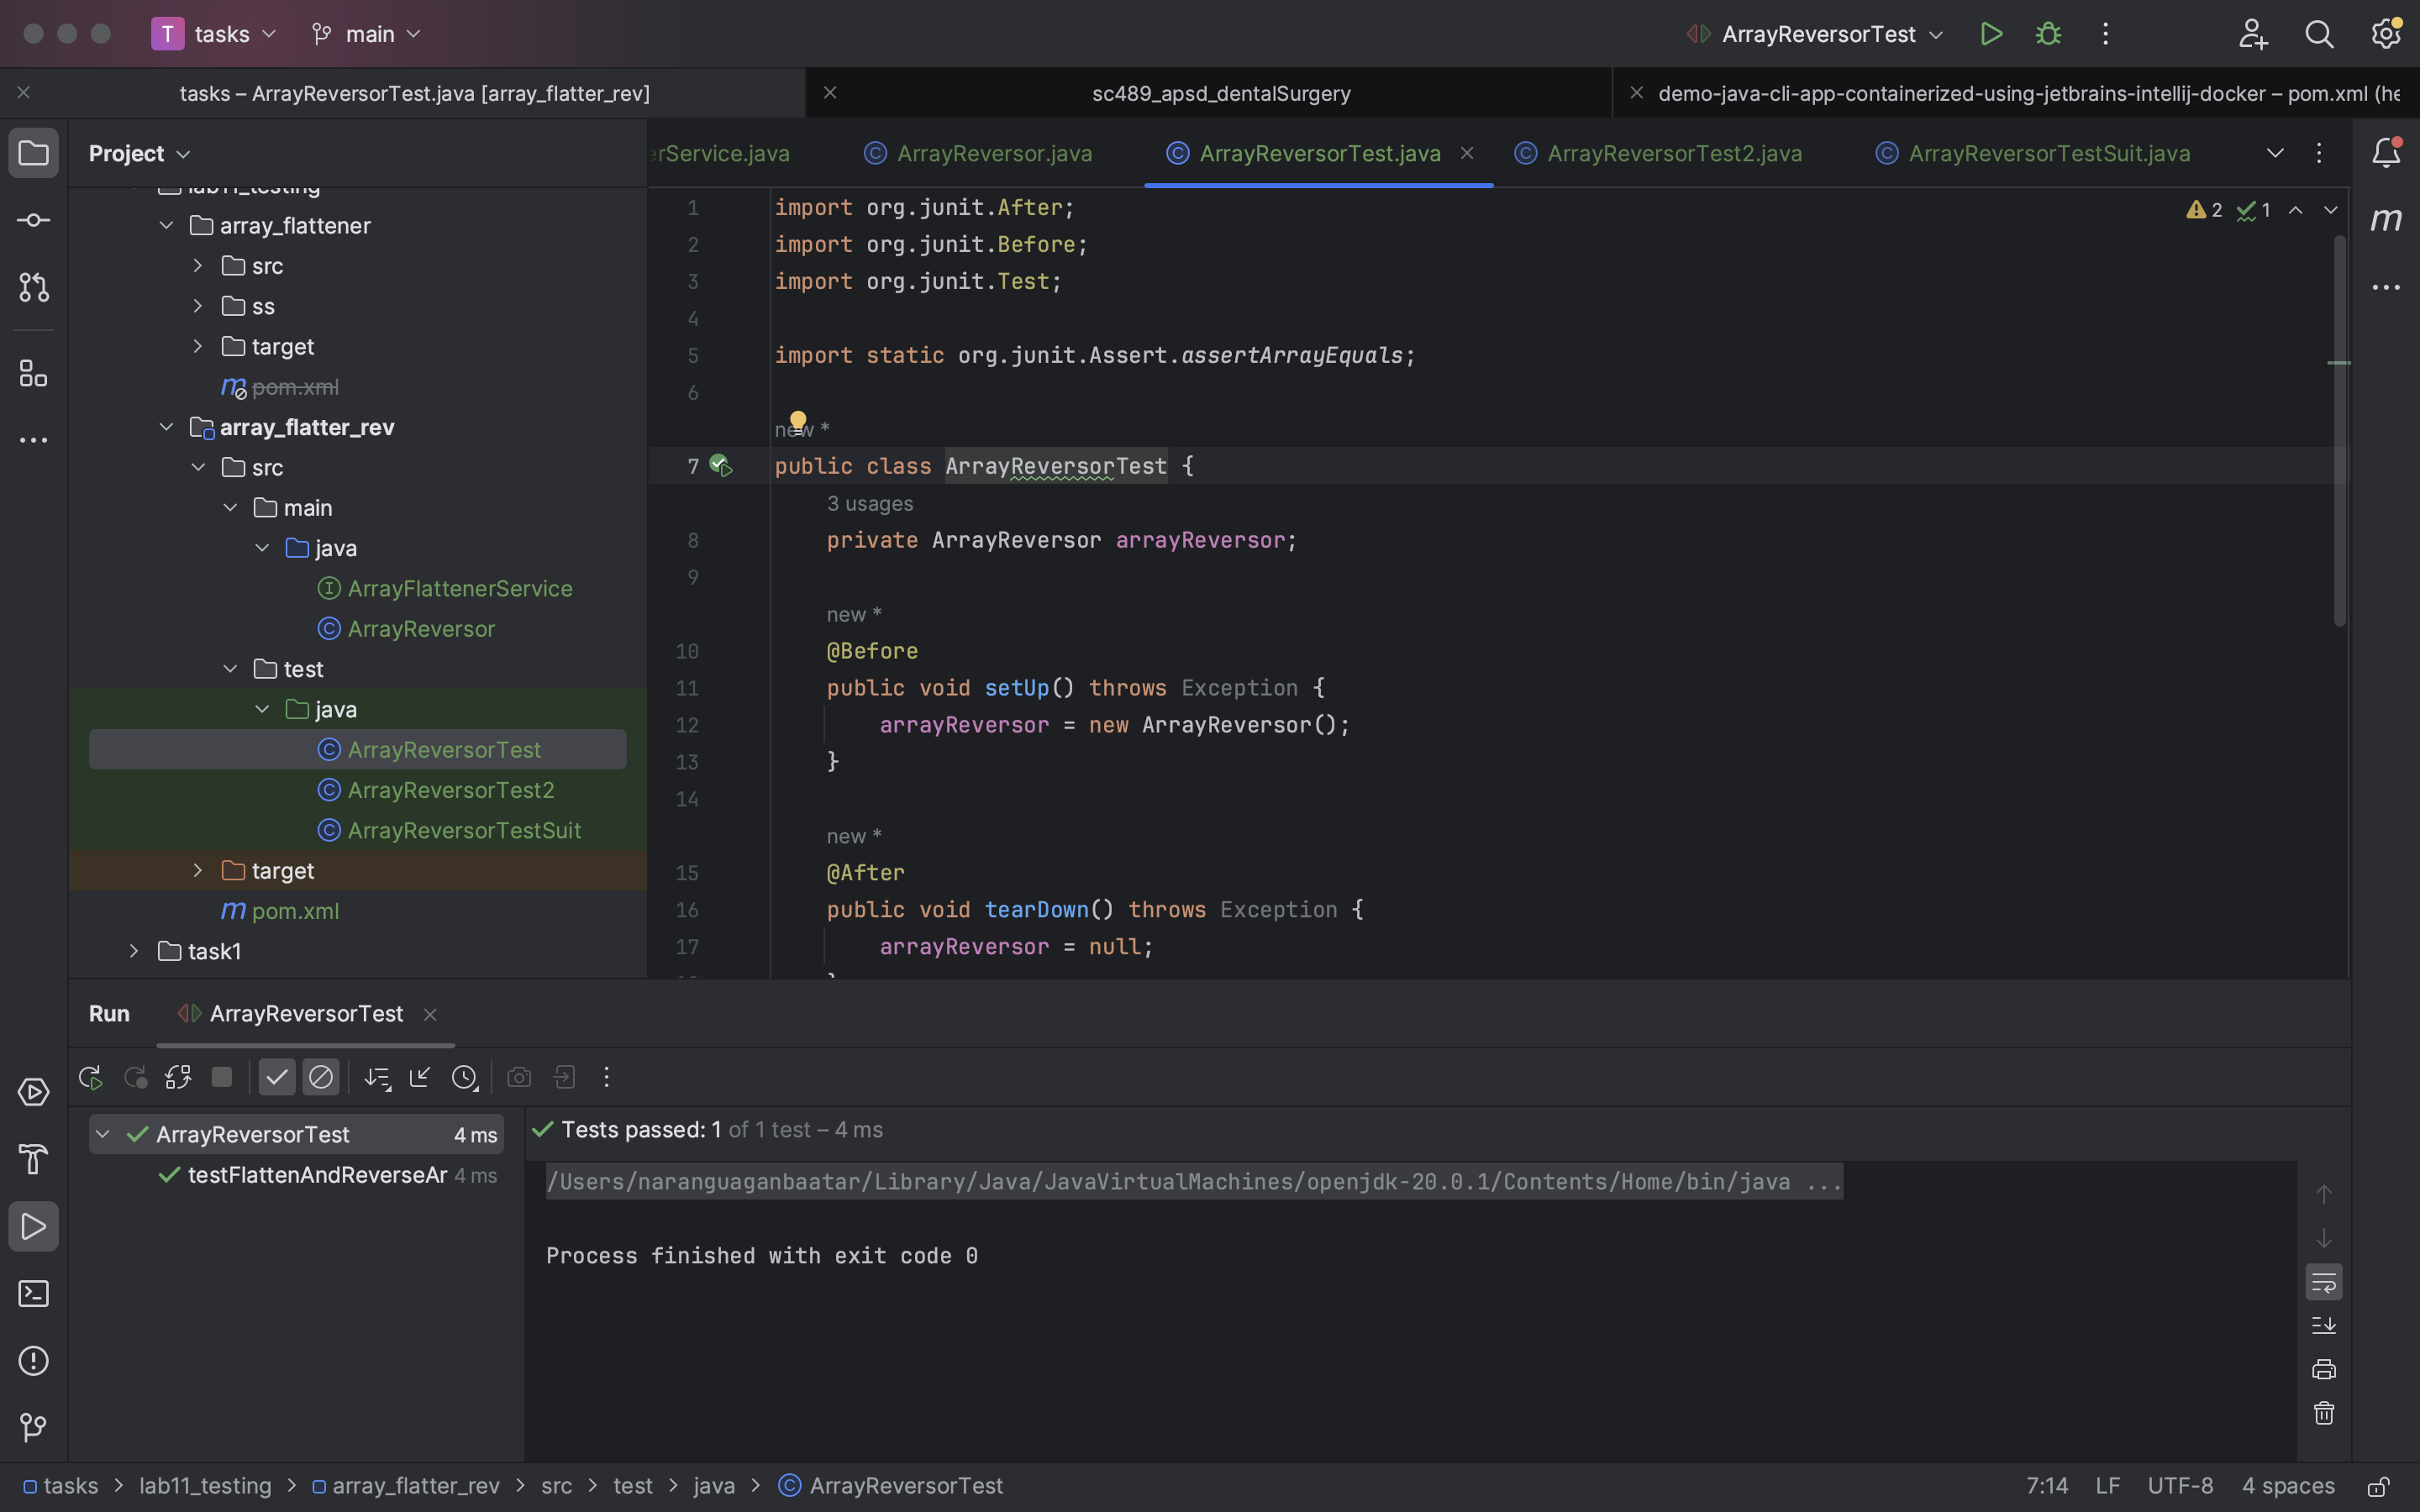 T tasks main ArrayReversorTest
tasks – ArrayReversorTest.java [array_flatter_rev] sc489_apsd_dentalSurgery demo-java-cli-app-containerized-using-jetbrains-intellij-docker – pom.xml (he
Project
lab11_testing
array_flattener
src
ss
target
pom.xml
array_flatter_rev
src
main
java
ArrayFlattenerService
ArrayReversor
test
java
ArrayReversorTest
ArrayReversorTest2
ArrayReversorTestSuit
target
pom.xml
task1
erService.java ArrayReversor.java ArrayReversorTest.java ArrayReversorTest2.java ArrayReversorTestSuit.java
2 1
1 import org.junit.After;
2 import org.junit.Before;
3 import org.junit.Test;
4
5 import static org.junit.Assert.assertArrayEquals;
6
new *
7 public class ArrayReversorTest {
3 usages
8 private ArrayReversor arrayReversor;
9
new *
10 @Before
11 public void setUp() throws Exception {
12 arrayReversor = new ArrayReversor();
13 }
14
new *
15 @After
16 public void tearDown() throws Exception {
17 arrayReversor = null;
m
Run ArrayReversorTest
ArrayReversorTest 4 ms
testFlattenAndReverseAr 4 ms
Tests passed: 1 of 1 test – 4 ms
/Users/naranguaganbaatar/Library/Java/JavaVirtualMachines/openjdk-20.0.1/Contents/Home/bin/java ...
Process finished with exit code 0
tasks > lab11_testing > array_flatter_rev > src > test > java > ArrayReversorTest 7:14 LF UTF-8 4 spaces